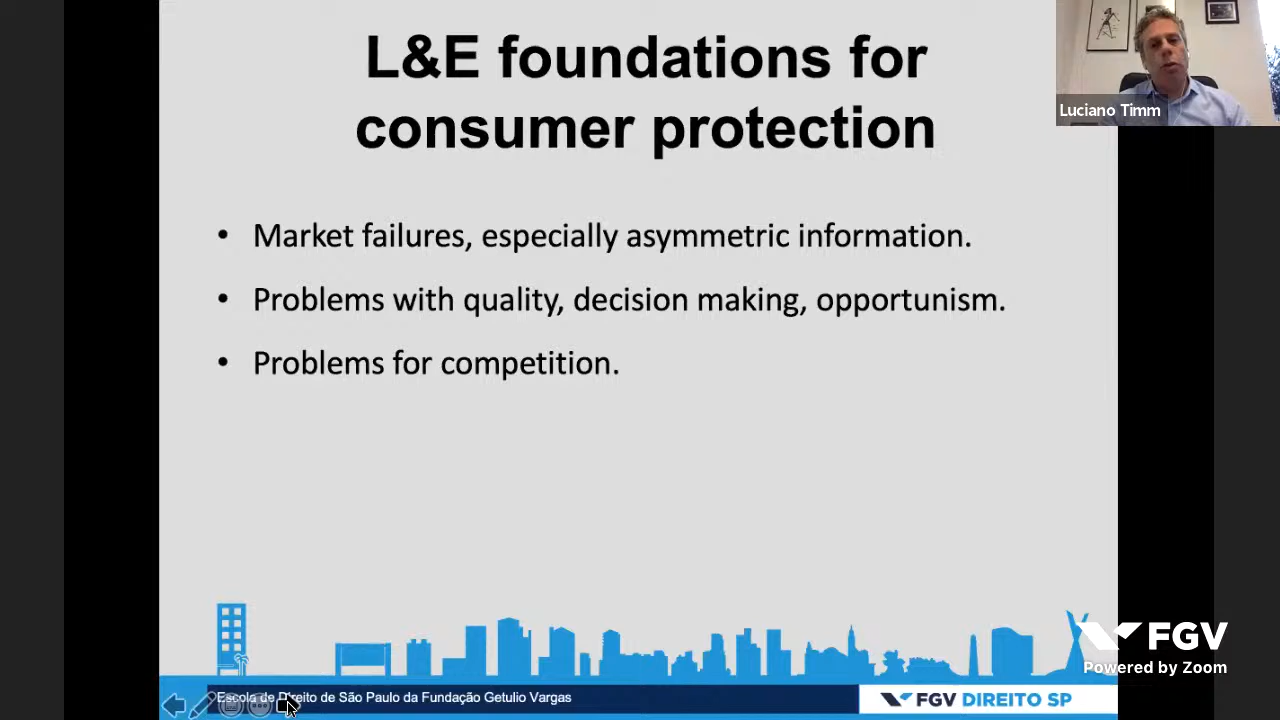 L&E foundations for
consumer protection
Luciano Timm
• Market failures, especially asymmetric information.
• Problems with quality, decision making, opportunism.
• Problems for competition.
FGV
Powered by Zoom
Escola de Direito de São Paulo da Fundação Getulio Vargas
FGV DIREITO SP